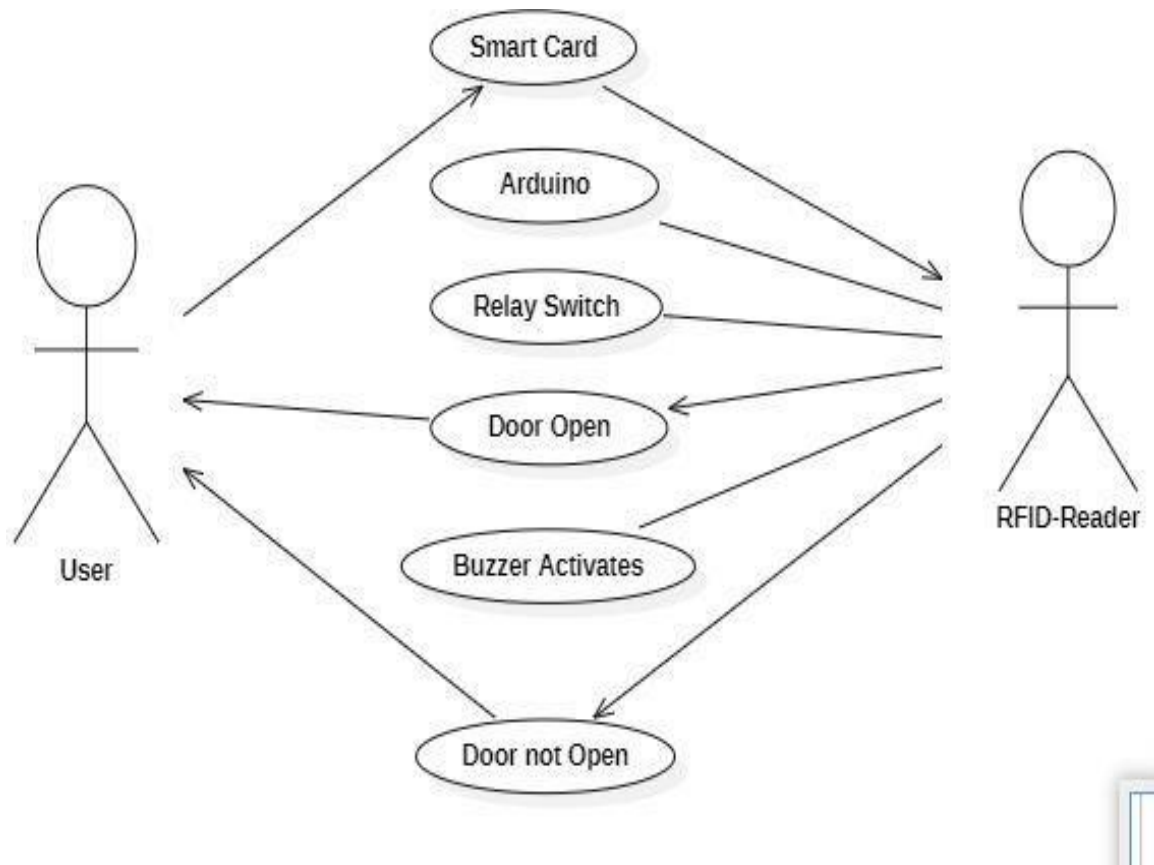 Smart Card
Arduino
Relay Switch
Door Open
RFID-Reader
Buzzer Activates
User
Door not Open